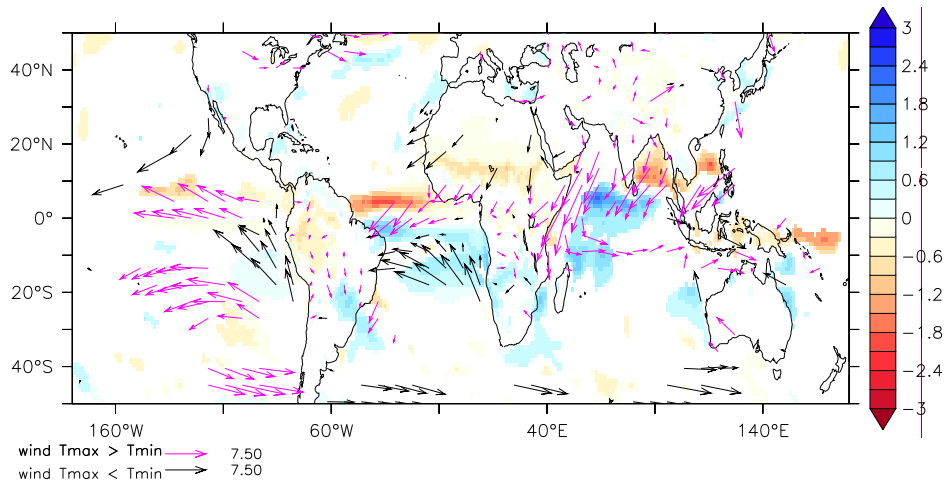 40°N
20°N
0°
20°S
40°S
160°W
60°W
40°E
140°E
3
2.4
1.8
1.2
0.6
0
−0.6
−1.2
−1.8
−2.4
−3
wind Tmax > Tmin 7.50
wind Tmax < Tmin 7.50